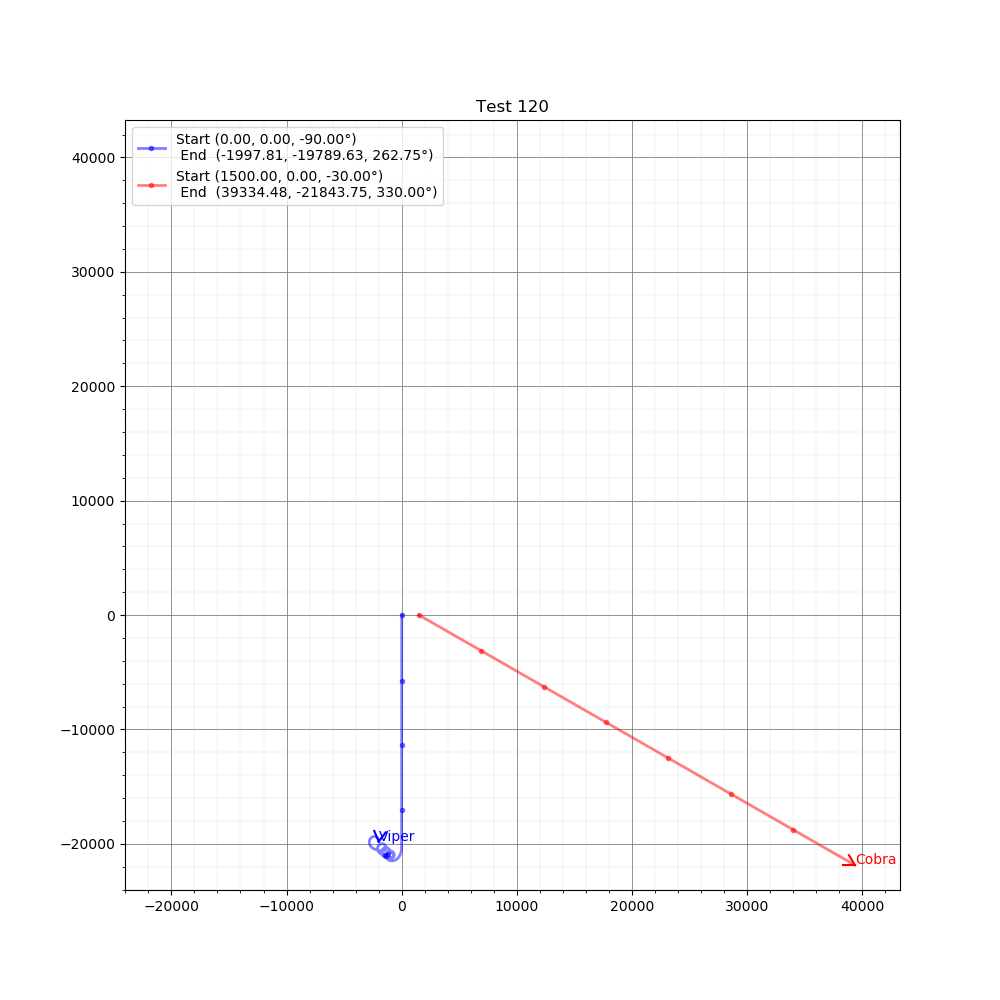 Test 120
Start (0.00, 0.00, -90.00°)
End (-1997.81, -19789.63, 262.75°)
Start (1500.00, 0.00, -30.00°)
End (39334.48, -21843.75, 330.00°)
40000
30000
20000
10000
0
−10000
−20000
Viper
Cobra
−20000 −10000 0 10000 20000 30000 40000